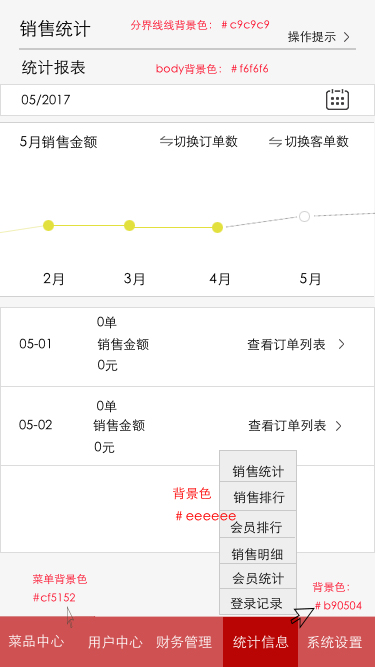 销售统计
分界线线背景色：#c9c9c9
操作提示
统计报表
body背景色：#f6f6f6
05/2017
5月销售金额
切换订单数
切换客单数
2月
3月
4月
5月
0单
05-01
销售金额
查看订单列表
0元
0单
05-02
销售金额
查看订单列表
0元
销售统计
背景色
#eeeeee
销售排行
会员排行
销售明细
会员统计
登录记录
菜单背景色
#cf5152
背景色：
#b90504
菜品中心
用户中心
财务管理
统计信息
系统设置